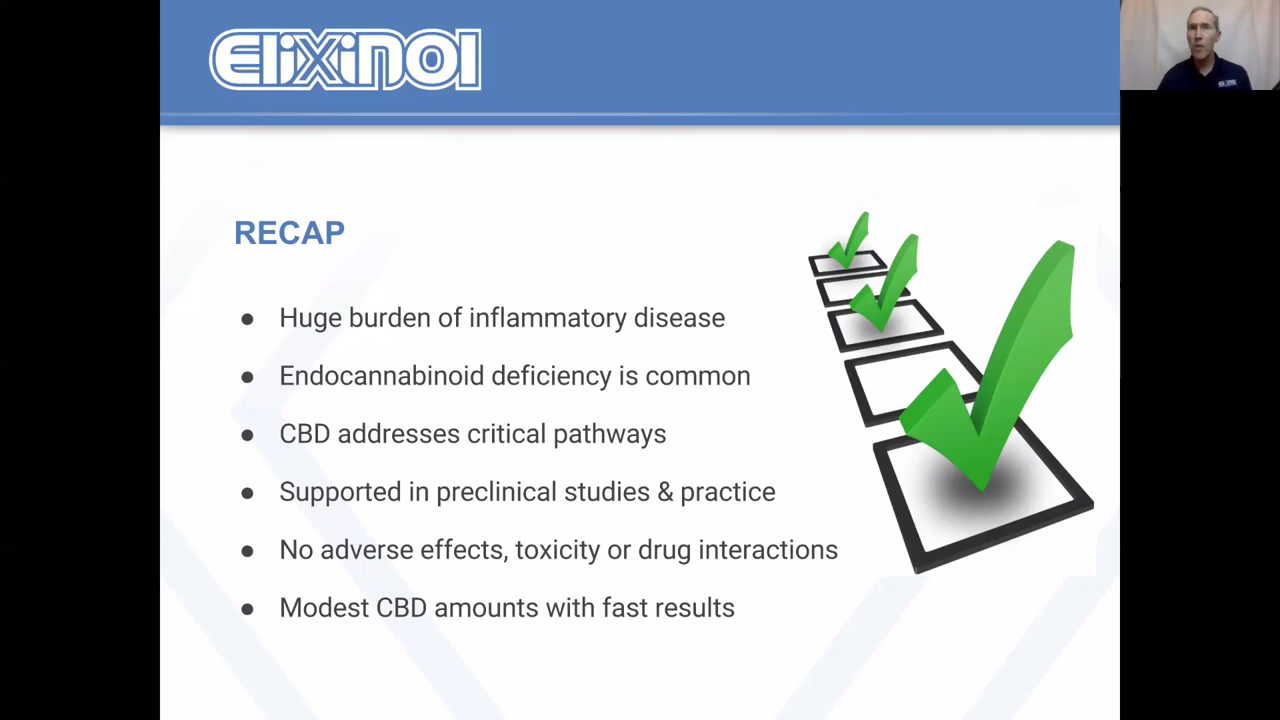 Elixinol
RECAP
● Huge burden of inflammatory disease
● Endocannabinoid deficiency is common
● CBD addresses critical pathways
● Supported in preclinical studies & practice
● No adverse effects, toxicity or drug interactions
● Modest CBD amounts with fast results